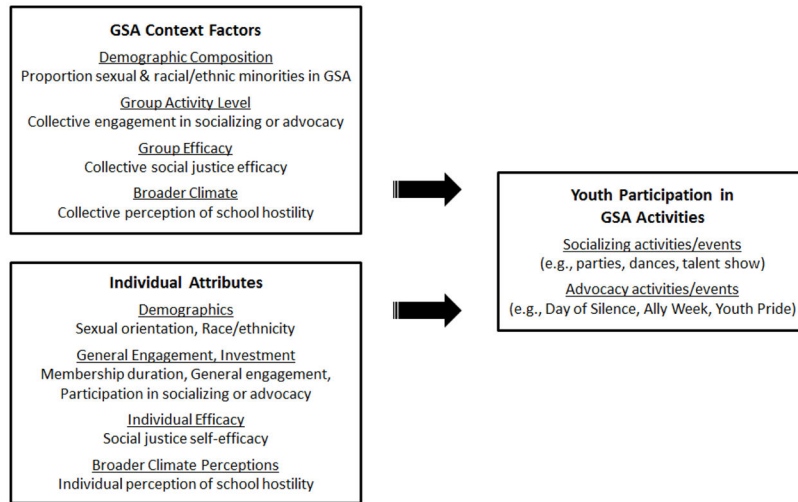 GSA Context Factors
Demographic Composition
Proportion sexual & racial/ethnic minorities in GSA
Group Activity Level
Collective engagement in socializing or advocacy
Group Efficacy
Collective social justice efficacy
Broader Climate
Collective perception of school hostility
Individual Attributes
Demographics
Sexual orientation, Race/ethnicity
General Engagement, Investment
Membership duration, General engagement,
Participation in socializing or advocacy
Individual Efficacy
Social justice self-efficacy
Broader Climate Perceptions
Individual perception of school hostility
Youth Participation in
GSA Activities
Socializing activities/events
(e.g., parties, dances, talent show)
Advocacy activities/events
(e.g., Day of Silence, Ally Week, Youth Pride)